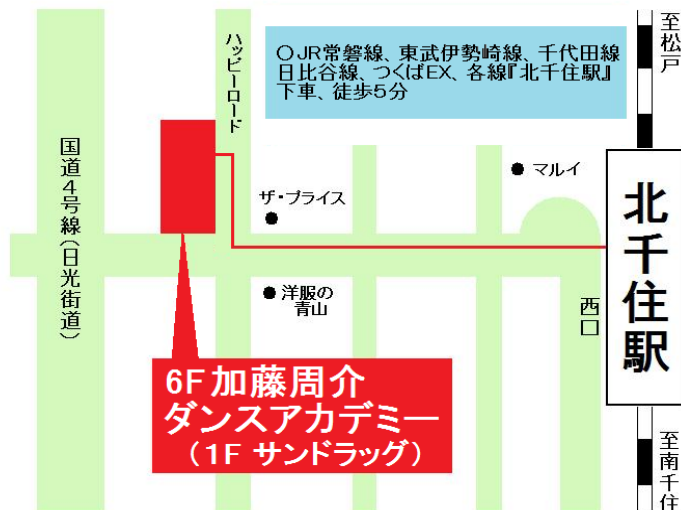 ハッピーロード
〇JR常磐線、東武伊勢崎線、千代田線
日比谷線、つくばEX、各線『北千住駅』
下車、徒歩5分
至松戸
国道4号線(日光街道)
ザ・プライス
マルイ
北千住駅
洋服の
青山
西口
6F加藤周介
ダンスアカデミー
(1F サンドラッグ)
至南千住